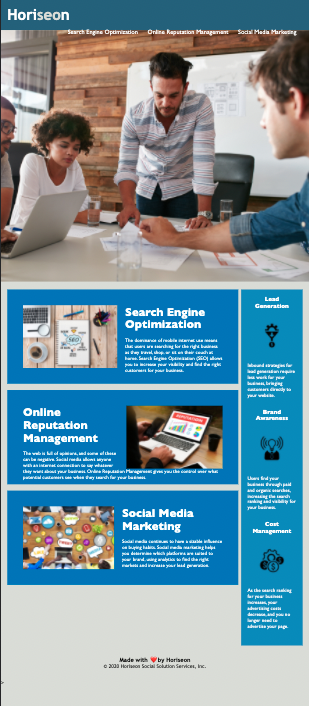 Horiseon
Search Engine Optimization Online Reputation Management Social Media Marketing
Search Engine
Optimization
The dominance of mobile internet use means
that users are searching for the right business
as they travel, shop, or sit on their couch at
home. Search Engine Optimization (SEO) allows
you to increase your visibility and find the right
customers for your business.
Online
Reputation
Management
The web is full of opinions, and some of these
can be negative. Social media allows anyone
with an internet connection to say whatever
they want about your business. Online Reputation Management gives you the control over what
potential customers see when they search for your business.
Social Media
Marketing
Social media continues to have a sizable influence
on buying habits. Social media marketing helps
you determine which platforms are suited to
your brand, using analytics to find the right
markets and increase your lead generation.
Lead
Generation
Inbound strategies for
lead generation require
less work for your
business, bringing
customers directly to
your website.
Brand
Awareness
Users find your
business through paid
and organic searches,
increasing the search
ranking and visibility for
your business.
Cost
Management
As the search ranking
for your business
increases, your
advertising costs
decrease, and you no
longer need to
advertise your page.
Made with ❤️ by Horiseon
© 2020 Horiseon Social Solution Services, Inc.
>